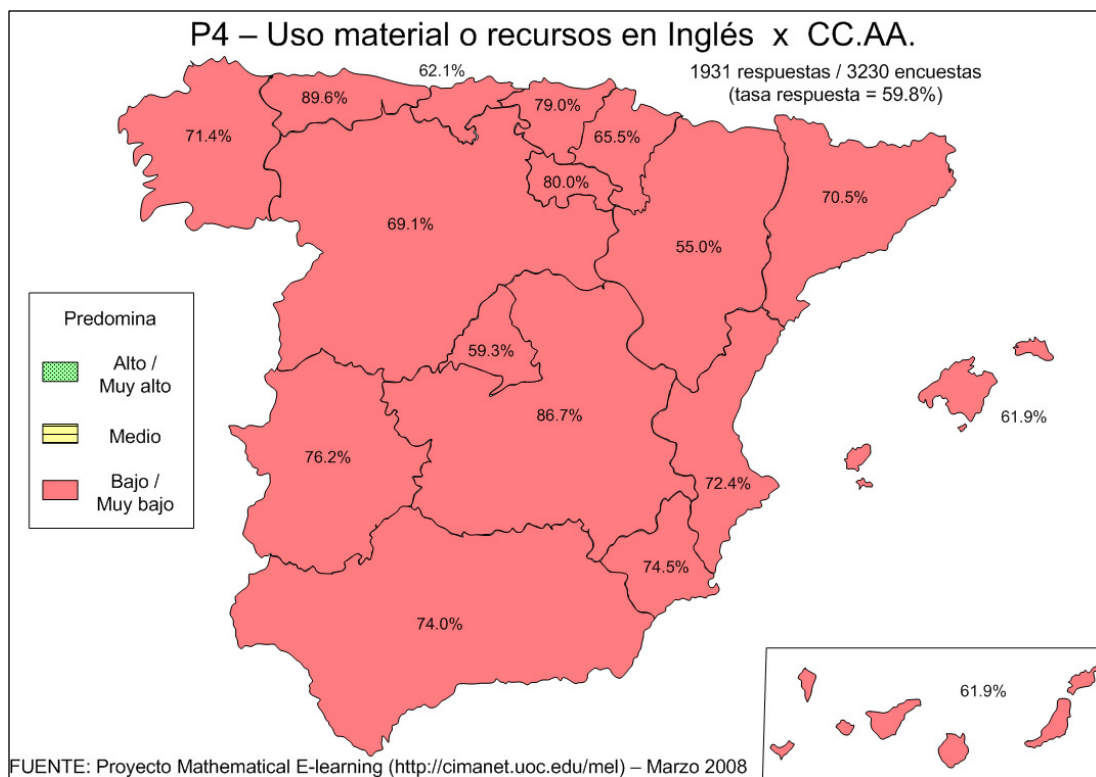 P4 – Uso material o recursos en Inglés x CC.AA.
1931 respuestas / 3230 encuestas
(tasa respuesta = 59.8%)
62.1%
89.6%
79.0%
71.4%
65.5%
80.0%
70.5%
69.1%
55.0%
59.3%
86.7%
61.9%
76.2%
72.4%
74.5%
74.0%
61.9%
Predomina
Alto /
Muy alto
Medio
Bajo /
Muy bajo
FUENTE: Proyecto Mathematical E-learning (http://cimanet.uoc.edu/mel) – Marzo 2008